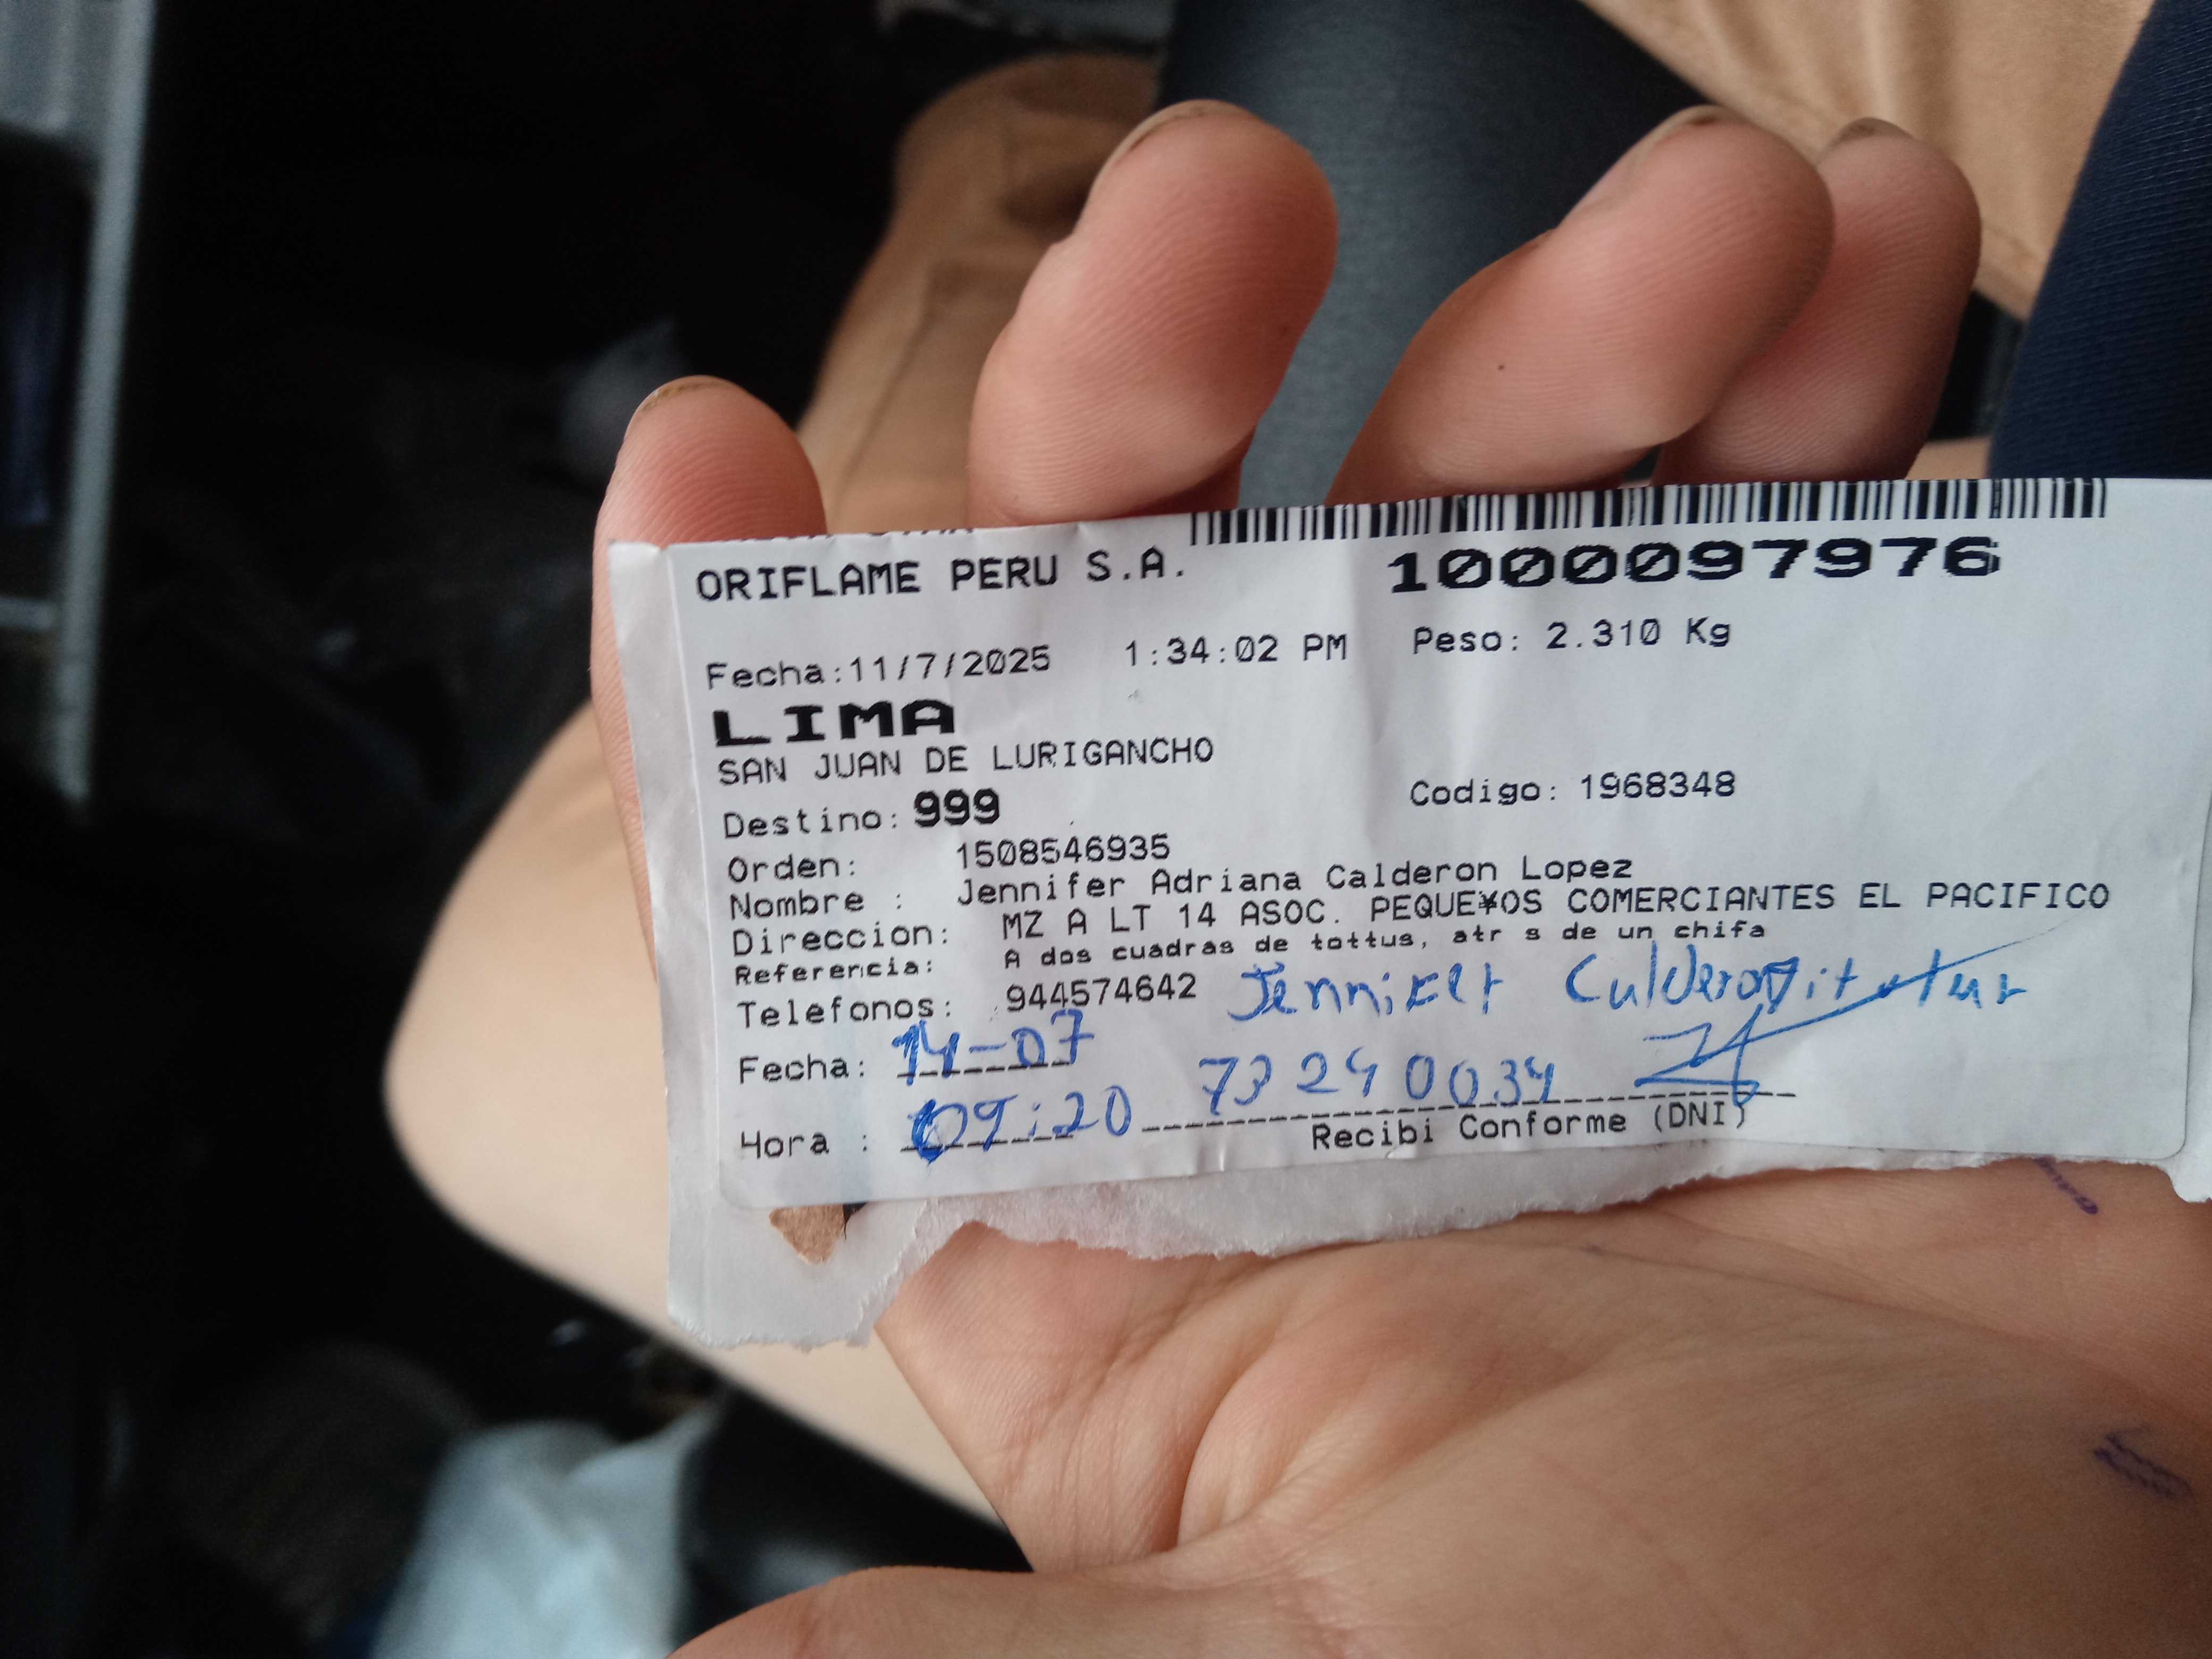 ORIFLAME PERU S.A.
1000097976
Fecha:11/7/2025 1:34:02 PM Peso: 2.310 Kg
LIMA
SAN JUAN DE LURIGANCHO
Destino: 999 Codigo: 1968348
Orden: 1508546935
Nombre : Jennifer Adriana Calderon Lopez
Direccion: MZ A LT 14 ASOC. PEQUE¥OS COMERCIANTES EL PACIFICO
Referencia: A dos cuadras de tottus, atr s de un chifa
Telefonos: 944574642 Jennifer Calderon
Fecha: 14-07
Hora : 09:20 73240034
Recibi Conforme (DNI)